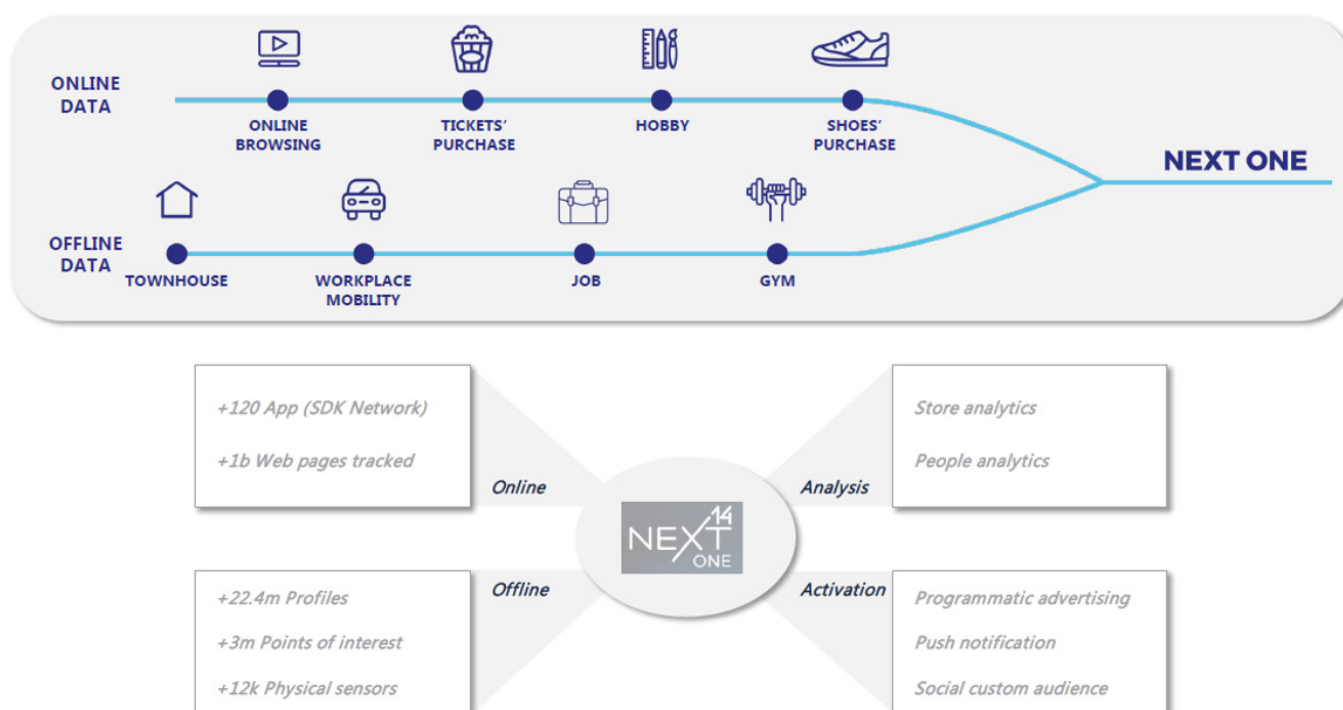 ONLINE
DATA
ONLINE
BROWSING
TICKETS'
PURCHASE
HOBBY
SHOES'
PURCHASE
NEXT ONE
OFFLINE
DATA
TOWNHOUSE
WORKPLACE
MOBILITY
JOB
GYM
+120 App (SDK Network)
+1b Web pages tracked
Online
Analysis
Store analytics
People analytics
NEXT 14
ONE
+22.4m Profiles
+3m Points of interest
+12k Physical sensors
Offline
Activation
Programmatic advertising
Push notification
Social custom audience